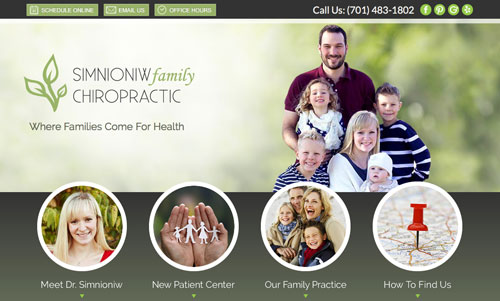 SCHEDULE ONLINE EMAIL US OFFICE HOURS Call Us: (701) 483-1802
SIMNIONIW family
CHIROPRACTIC
Where Families Come For Health
Meet Dr. Simnioniw New Patient Center Our Family Practice How To Find Us